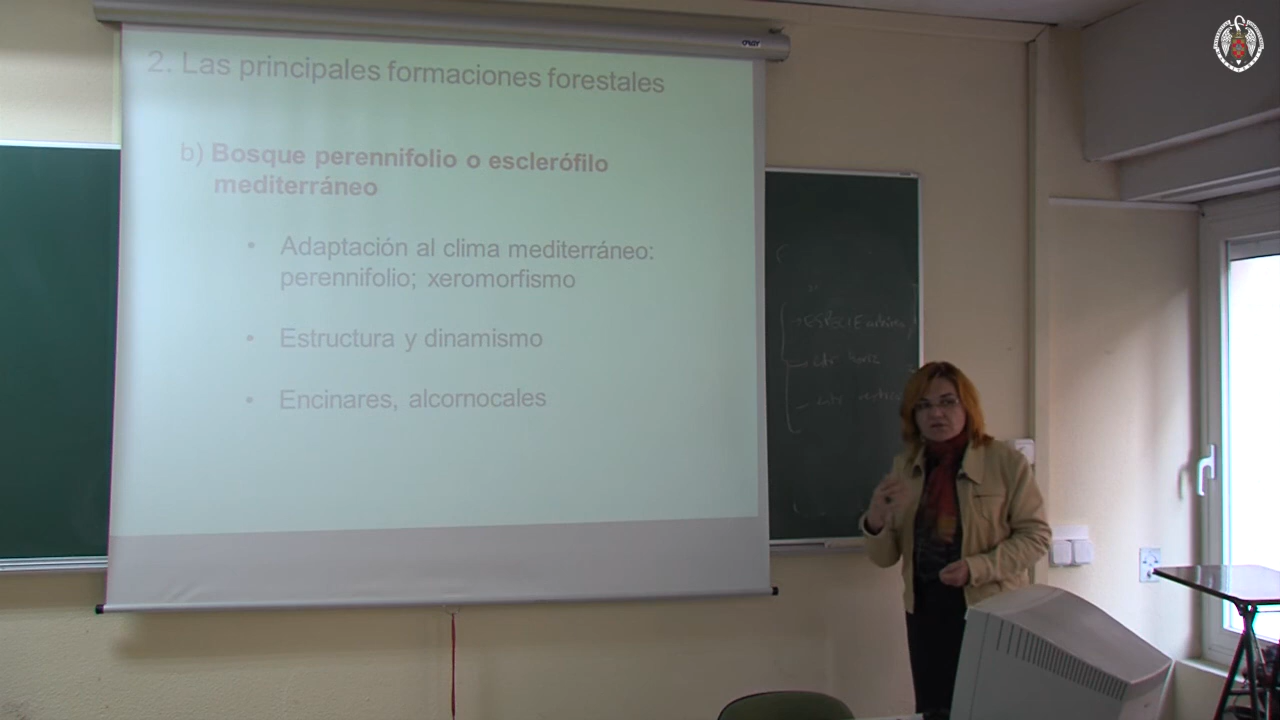 2. Las principales formaciones forestales
b) Bosque perennifolio o esclerófilo
mediterráneo
• Adaptación al clima mediterráneo:
perennifolio; xeromorfismo
• Estructura y dinamismo
• Encinares, alcornocales
ESPECIE